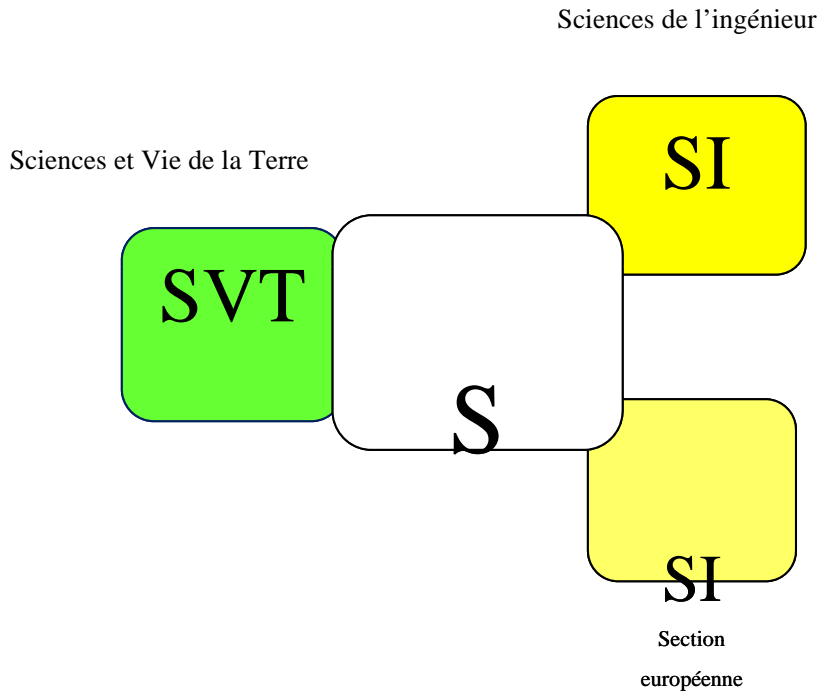 Sciences de l’ingénieur
Sciences et Vie de la Terre
SI
SVT
S
SI
Section
européenne